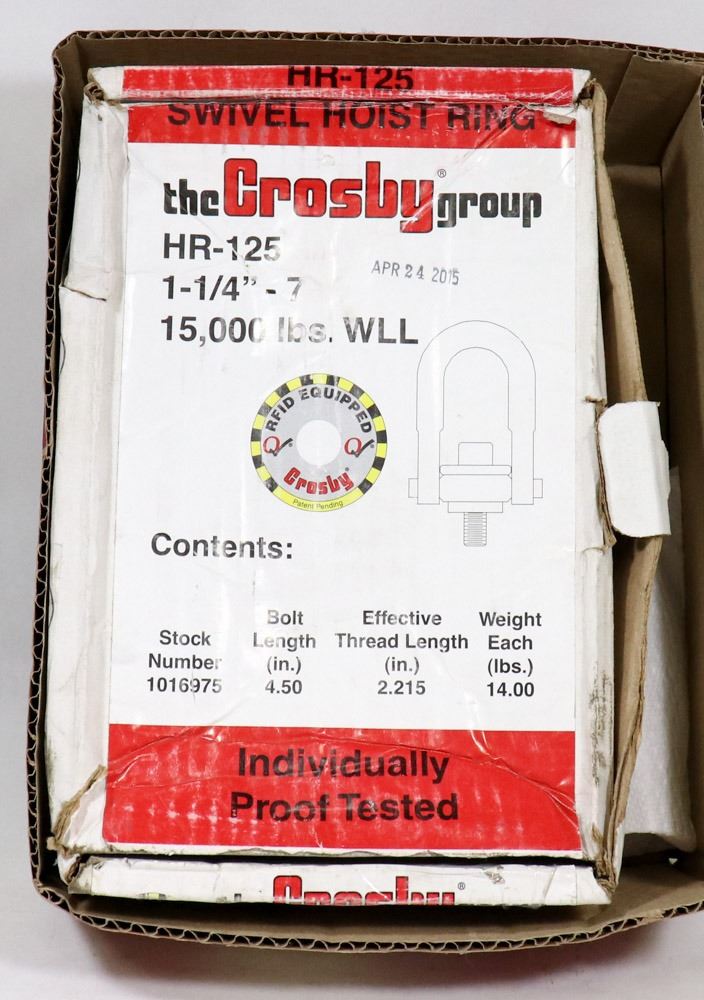 HR-125
SWIVEL HOIST RING
the Crosby® group
HR-125
APR 24 2015
1-1/4” - 7
15,000 lbs. WLL
RFID EQUIPPED
Q Q
Crosby®
Patent Pending
Contents:
Stock Number Bolt Length (in.) Effective Thread Length (in.) Weight Each (lbs.)
1016975 4.50 2.215 14.00
Individually
Proof Tested
Crosby®